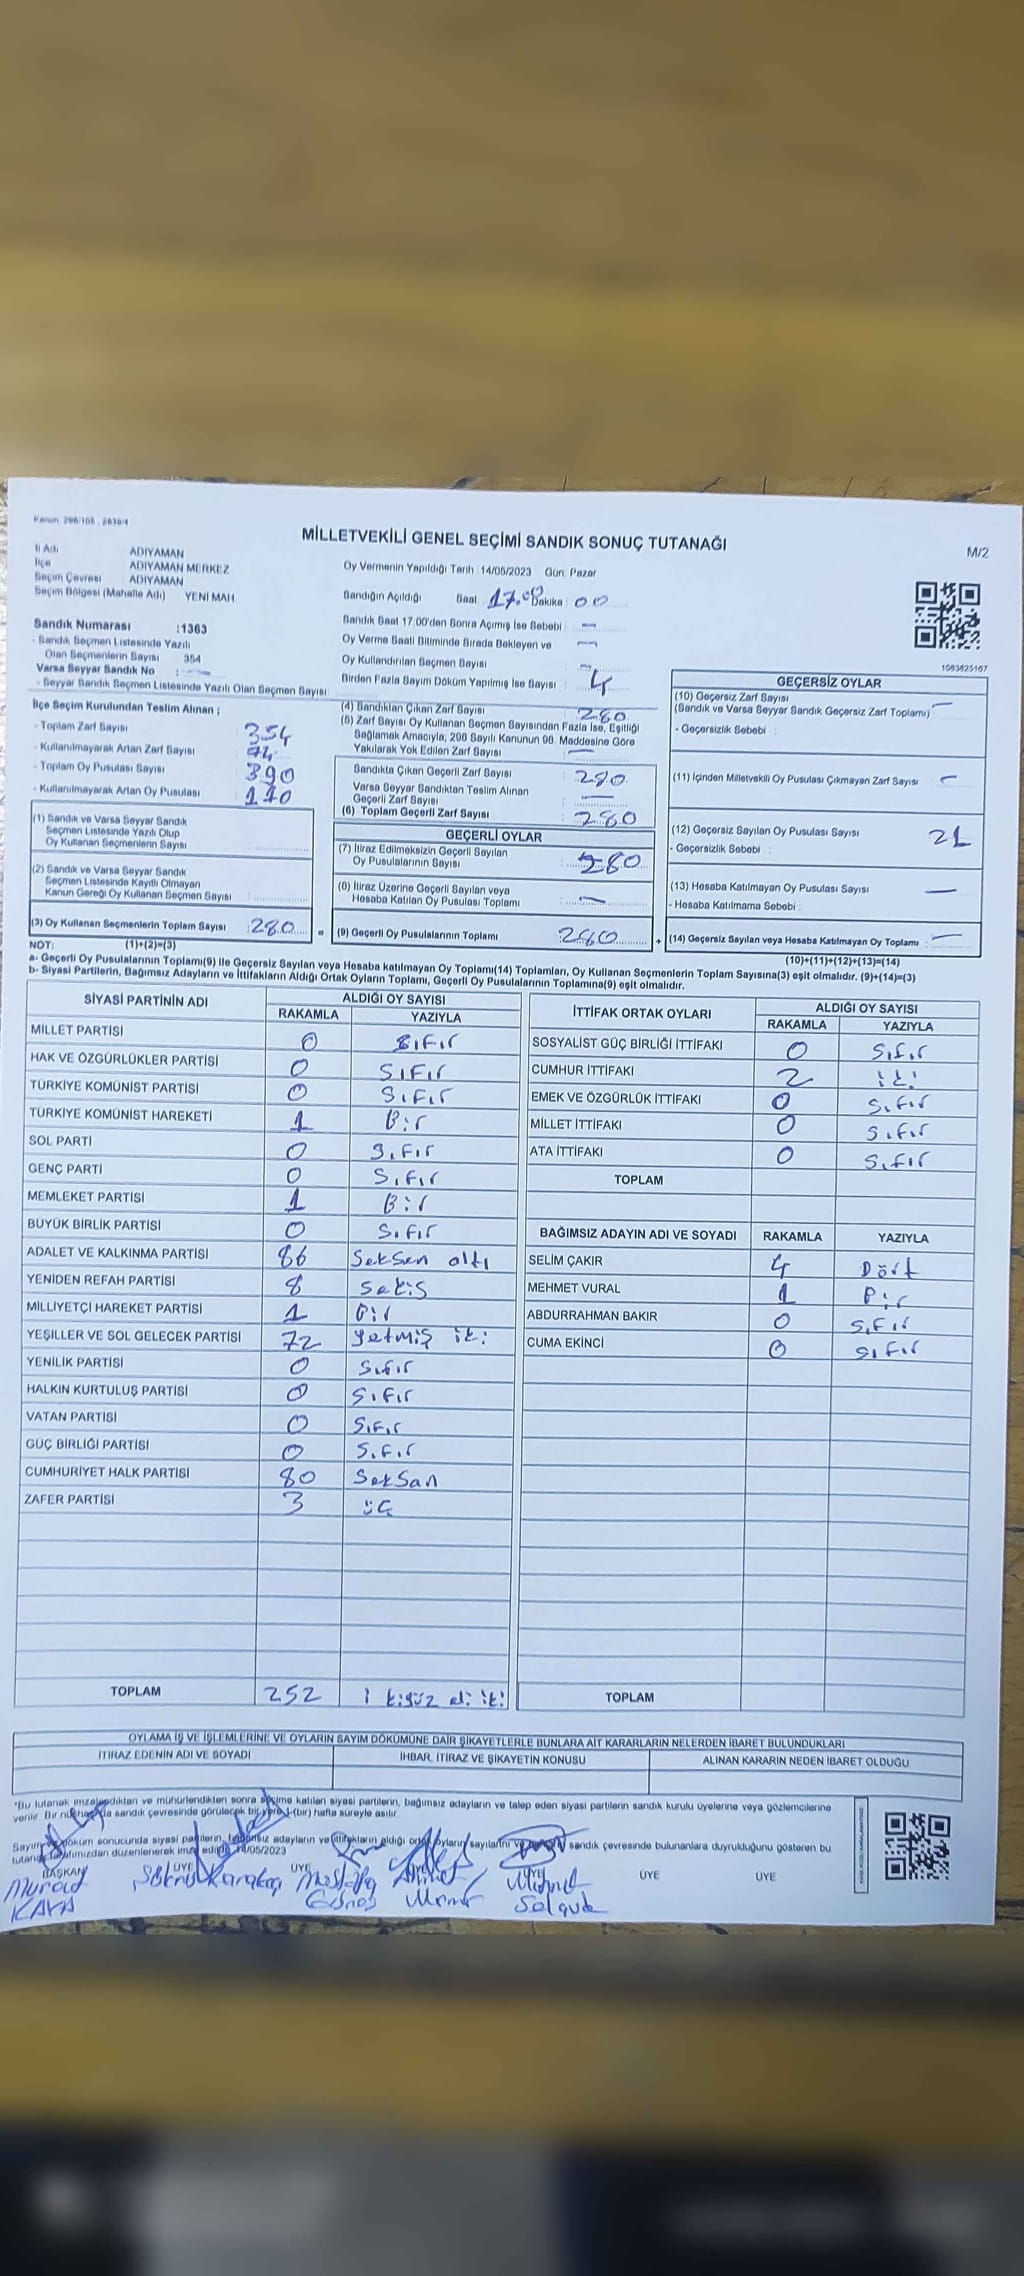 Kanun: 298/105 , 2839/4
MİLLETVEKİLİ GENEL SEÇİMİ SANDIK SONUÇ TUTANAĞI
M/2
İl Adı ADIYAMAN
İlçe ADIYAMAN MERKEZ
Seçim Çevresi ADIYAMAN
Seçim Bölgesi (Mahalle Adı) YENİ MAH
Sandık Numarası :1363
- Sandık Seçmen Listesinde Yazılı
Olan Seçmenlerin Sayısı 354
Varsa Seyyar Sandık No :
- Seyyar Sandık Seçmen Listesinde Yazılı Olan Seçmen Sayısı
Oy Vermenin Yapıldığı Tarih :14/05/2023 Gün: Pazar
Sandığın Açıldığı Saat 17.00 Dakika : 00
Sandık Saat 17:00'den Sonra Açımış İse Sebebi : -
Oy Verme Saati Bitiminde Sırada Bekleyen ve
Oy Kullandırılan Seçmen Sayısı
Birden Fazla Sayım Döküm Yapılmış İse Sayısı : 4
1083625167
İlçe Seçim Kurulundan Teslim Alınan ;
- Toplam Zarf Sayısı : 354
- Kullanılmayarak Artan Zarf Sayısı : 74
- Toplam Oy Pusulası Sayısı : 390
- Kullanılmayarak Artan Oy Pusulası : 110
(1) Sandık ve Varsa Seyyar Sandık
Seçmen Listesinde Yazılı Olup
Oy Kullanan Seçmenlerin Sayısı
(2) Sandık ve Varsa Seyyar Sandık
Seçmen Listesinde Kayıtlı Olmayan
Kanun Gereği Oy Kullanan Seçmen Sayısı
(3) Oy Kullanan Seçmenlerin Toplam Sayısı : 280
(4) Sandıktan Çıkan Zarf Sayısı : 280
(5) Zarf Sayısı Oy Kullanan Seçmen Sayısından Fazla İse, Eşitliği
Bağlamak Amacıyla, 298 Sayılı Kanunun 98. Maddesine Göre
Yakılarak Yok Edilen Zarf Sayısı
Sandıkta Çıkan Geçerli Zarf Sayısı : 280
Varsa Seyyar Sandıktan Teslim Alınan
Geçerli Zarf Sayısı
(6) Toplam Geçerli Zarf Sayısı : 280
GEÇERLİ OYLAR
(7) İtiraz Edilmeksizin Geçerli Sayılan
Oy Pusulalarının Sayısı : 280
(8) İtiraz Üzerine Geçerli Sayılan veya
Hesaba Katılan Oy Pusulası Toplamı : -
= (9) Geçerli Oy Pusulalarının Toplamı : 280
GEÇERSİZ OYLAR
(10) Geçersiz Zarf Sayısı
(Sandık ve Varsa Seyyar Sandık Geçersiz Zarf Toplamı) -
- Geçersizlik Sebebi :
(11) İçinden Milletvekili Oy Pusulası Çıkmayan Zarf Sayısı -
(12) Geçersiz Sayılan Oy Pusulası Sayısı 21
- Geçersizlik Sebebi :
(13) Hesaba Katılmayan Oy Pusulası Sayısı -
- Hesaba Katılmama Sebebi :
+ (14) Geçersiz Sayılan veya Hesaba Katılmayan Oy Toplamı : -
NOT: (1)+(2)=(3)
(10)+(11)+(12)+(13)=(14)
a- Geçerli Oy Pusulalarının Toplamı(9) ile Geçersiz Sayılan veya Hesaba katılmayan Oy Toplamı(14) Toplamları, Oy Kullanan Seçmenlerin Toplam Sayısına(3) eşit olmalıdır. (9)+(14)=(3)
b- Siyasi Partilerin, Bağımsız Adayların ve İttifakların Aldığı Ortak Oyların Toplamı, Geçerli Oy Pusulalarının Toplamına(9) eşit olmalıdır.
SİYASİ PARTİNİN ADI ALDIĞI OY SAYISI
RAKAMLA YAZIYLA
MİLLET PARTİSİ 0 Sıfır
HAK VE ÖZGÜRLÜKLER PARTİSİ 0 Sıfır
TÜRKİYE KOMÜNİST PARTİSİ 0 Sıfır
TÜRKİYE KOMÜNİST HAREKETİ 1 Bir
SOL PARTİ 0 Sıfır
GENÇ PARTİ 0 Sıfır
MEMLEKET PARTİSİ 1 Bir
BÜYÜK BİRLİK PARTİSİ 0 Sıfır
ADALET VE KALKINMA PARTİSİ 86 Seksen altı
YENİDEN REFAH PARTİSİ 8 Sekiş
MİLLİYETÇİ HAREKET PARTİSİ 1 Bir
YEŞİLLER VE SOL GELECEK PARTİSİ 72 yetmiş iki
YENİLİK PARTİSİ 0 Sıfır
HALKIN KURTULUŞ PARTİSİ 0 Sıfır
VATAN PARTİSİ 0 Sıfır
GÜÇ BİRLİĞİ PARTİSİ 0 Sıfır
CUMHURİYET HALK PARTİSİ 80 Seksan
ZAFER PARTİSİ 3 üç
TOPLAM 252 ikiyüz eli iki
İTTİFAK ORTAK OYLARI ALDIĞI OY SAYISI
RAKAMLA YAZIYLA
SOSYALİST GÜÇ BİRLİĞİ İTTİFAKI 0 Sıfır
CUMHUR İTTİFAKI 2 iki
EMEK VE ÖZGÜRLÜK İTTİFAKI 0 Sıfır
MİLLET İTTİFAKI 0 Sıfır
ATA İTTİFAKI 0 Sıfır
TOPLAM
BAĞIMSIZ ADAYIN ADI VE SOYADI RAKAMLA YAZIYLA
SELİM ÇAKIR 4 Dört
MEHMET VURAL 1 Bir
ABDURRAHMAN BAKIR 0 Sıfır
CUMA EKİNCİ 0 Sıfır
TOPLAM
OYLAMA İŞ VE İŞLEMLERİNE VE OYLARIN SAYIM DÖKÜMÜNE DAİR ŞİKAYETLERLE BUNLARA AİT KARARLARIN NELERDEN İBARET BULUNDUKLARI
İTİRAZ EDENİN ADI VE SOYADI İHBAR, İTİRAZ VE ŞİKAYETİN KONUSU ALINAN KARARIN NEDEN İBARET OLDUĞU
*Bu tutanak imzalandıktan ve mühürlendikten sonra seçime katılan siyasi partilerin, bağımsız adayların ve talep eden siyasi partilerin sandık kurulu üyelerine veya gözlemcilerine
verilir. Bir nüshası da sandık çevresinde görülecek bir yere 1 (bir) hafta süreyle asılır.
Sayım ve döküm sonucunda siyasi partilerin, bağımsız adayların ve ittifakların aldığı ortak oyların sayılarını sandık çevresinde bulunanlara duyrulduğunu gösteren bu
tutanak tarafımızdan düzenlenerek imza edildi. 14/05/2023
BAŞKAN ÜYE ÜYE ÜYE ÜYE ÜYE ÜYE
Murad Karakaş Mustafa Ahmet Mehmet
KAYA Güneş Selçuk